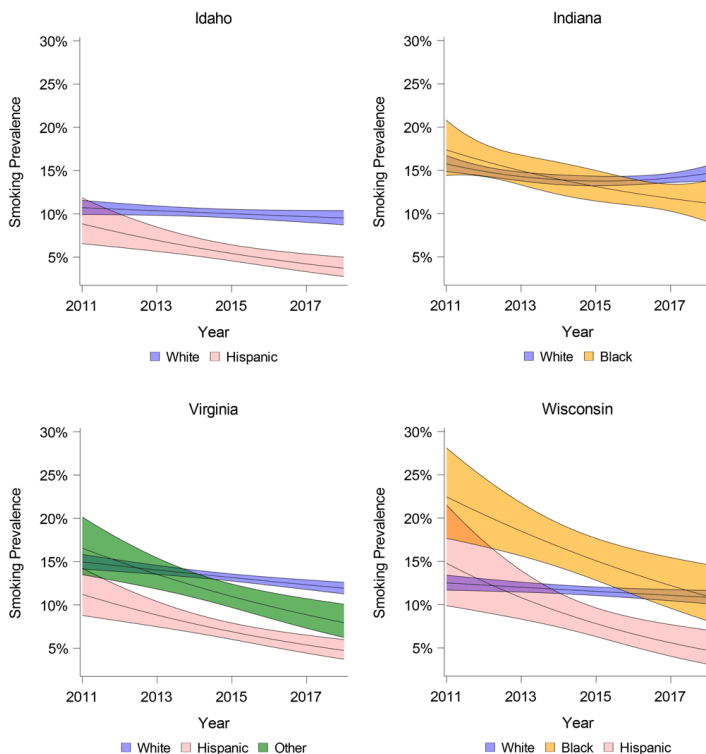 Idaho
30%
25%
20%
15%
10%
5%
Smoking Prevalence
2011 2013 2015 2017
Year
White Hispanic
Indiana
30%
25%
20%
15%
10%
5%
Smoking Prevalence
2011 2013 2015 2017
Year
White Black
Virginia
30%
25%
20%
15%
10%
5%
Smoking Prevalence
2011 2013 2015 2017
Year
White Hispanic Other
Wisconsin
30%
25%
20%
15%
10%
5%
Smoking Prevalence
2011 2013 2015 2017
Year
White Black Hispanic